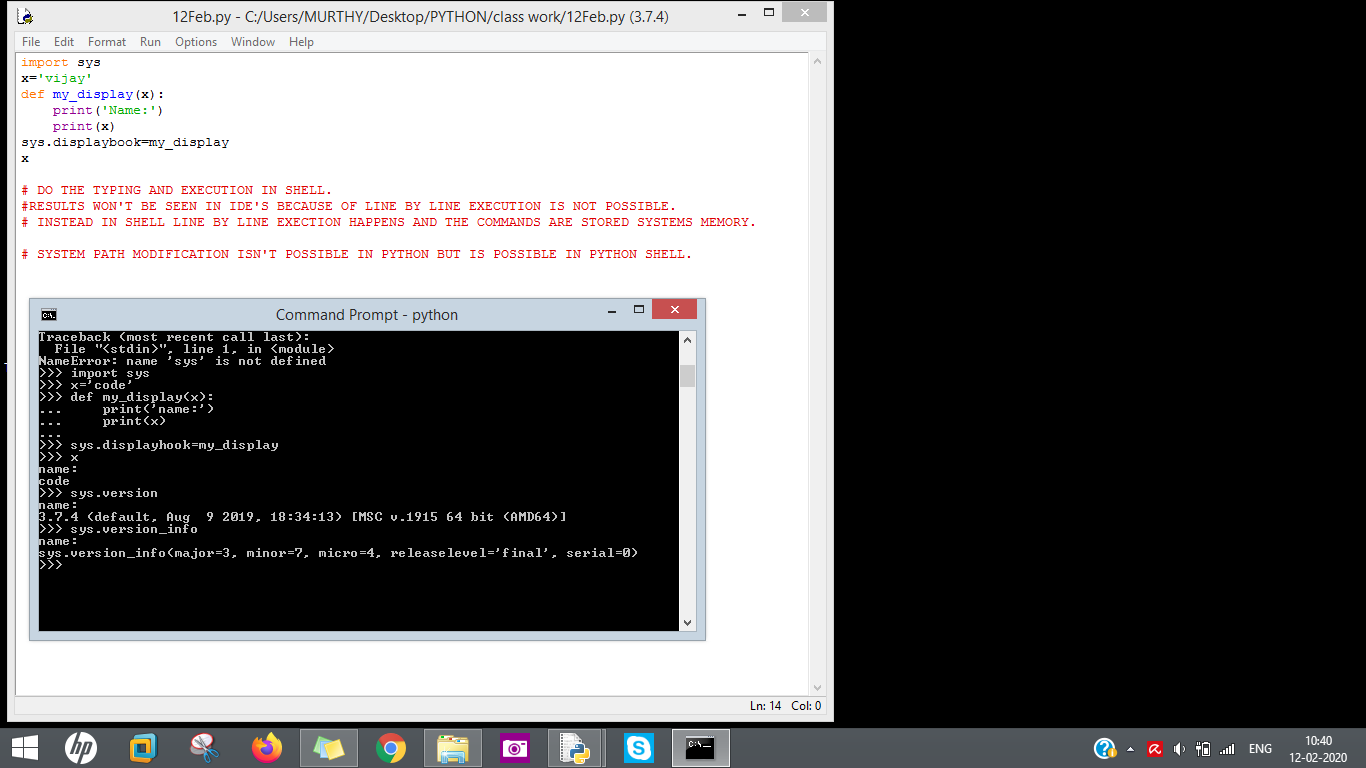 12Feb.py - C:/Users/MURTHY/Desktop/PYTHON/class work/12Feb.py (3.7.4)
File Edit Format Run Options Window Help
import sys
x='vijay'
def my_display(x):
    print('Name:')
    print(x)
sys.displaybook=my_display
x
# DO THE TYPING AND EXECUTION IN SHELL.
#RESULTS WON'T BE SEEN IN IDE'S BECAUSE OF LINE BY LINE EXECUTION IS NOT POSSIBLE.
# INSTEAD IN SHELL LINE BY LINE EXECTION HAPPENS AND THE COMMANDS ARE STORED SYSTEMS MEMORY.
# SYSTEM PATH MODIFICATION ISN'T POSSIBLE IN PYTHON BUT IS POSSIBLE IN PYTHON SHELL.
C:\.
Command Prompt - python
Traceback (most recent call last):
  File "<stdin>", line 1, in <module>
NameError: name 'sys' is not defined
>>> import sys
>>> x='code'
>>> def my_display(x):
...     print('name:')
...     print(x)
...
>>> sys.displayhook=my_display
>>> x
name:
code
>>> sys.version
name:
3.7.4 (default, Aug  9 2019, 18:34:13) [MSC v.1915 64 bit (AMD64)]
>>> sys.version_info
name:
sys.version_info(major=3, minor=7, micro=4, releaselevel='final', serial=0)
>>>
Ln: 14 Col: 0
hp
C:\.
ENG
10:40
12-02-2020